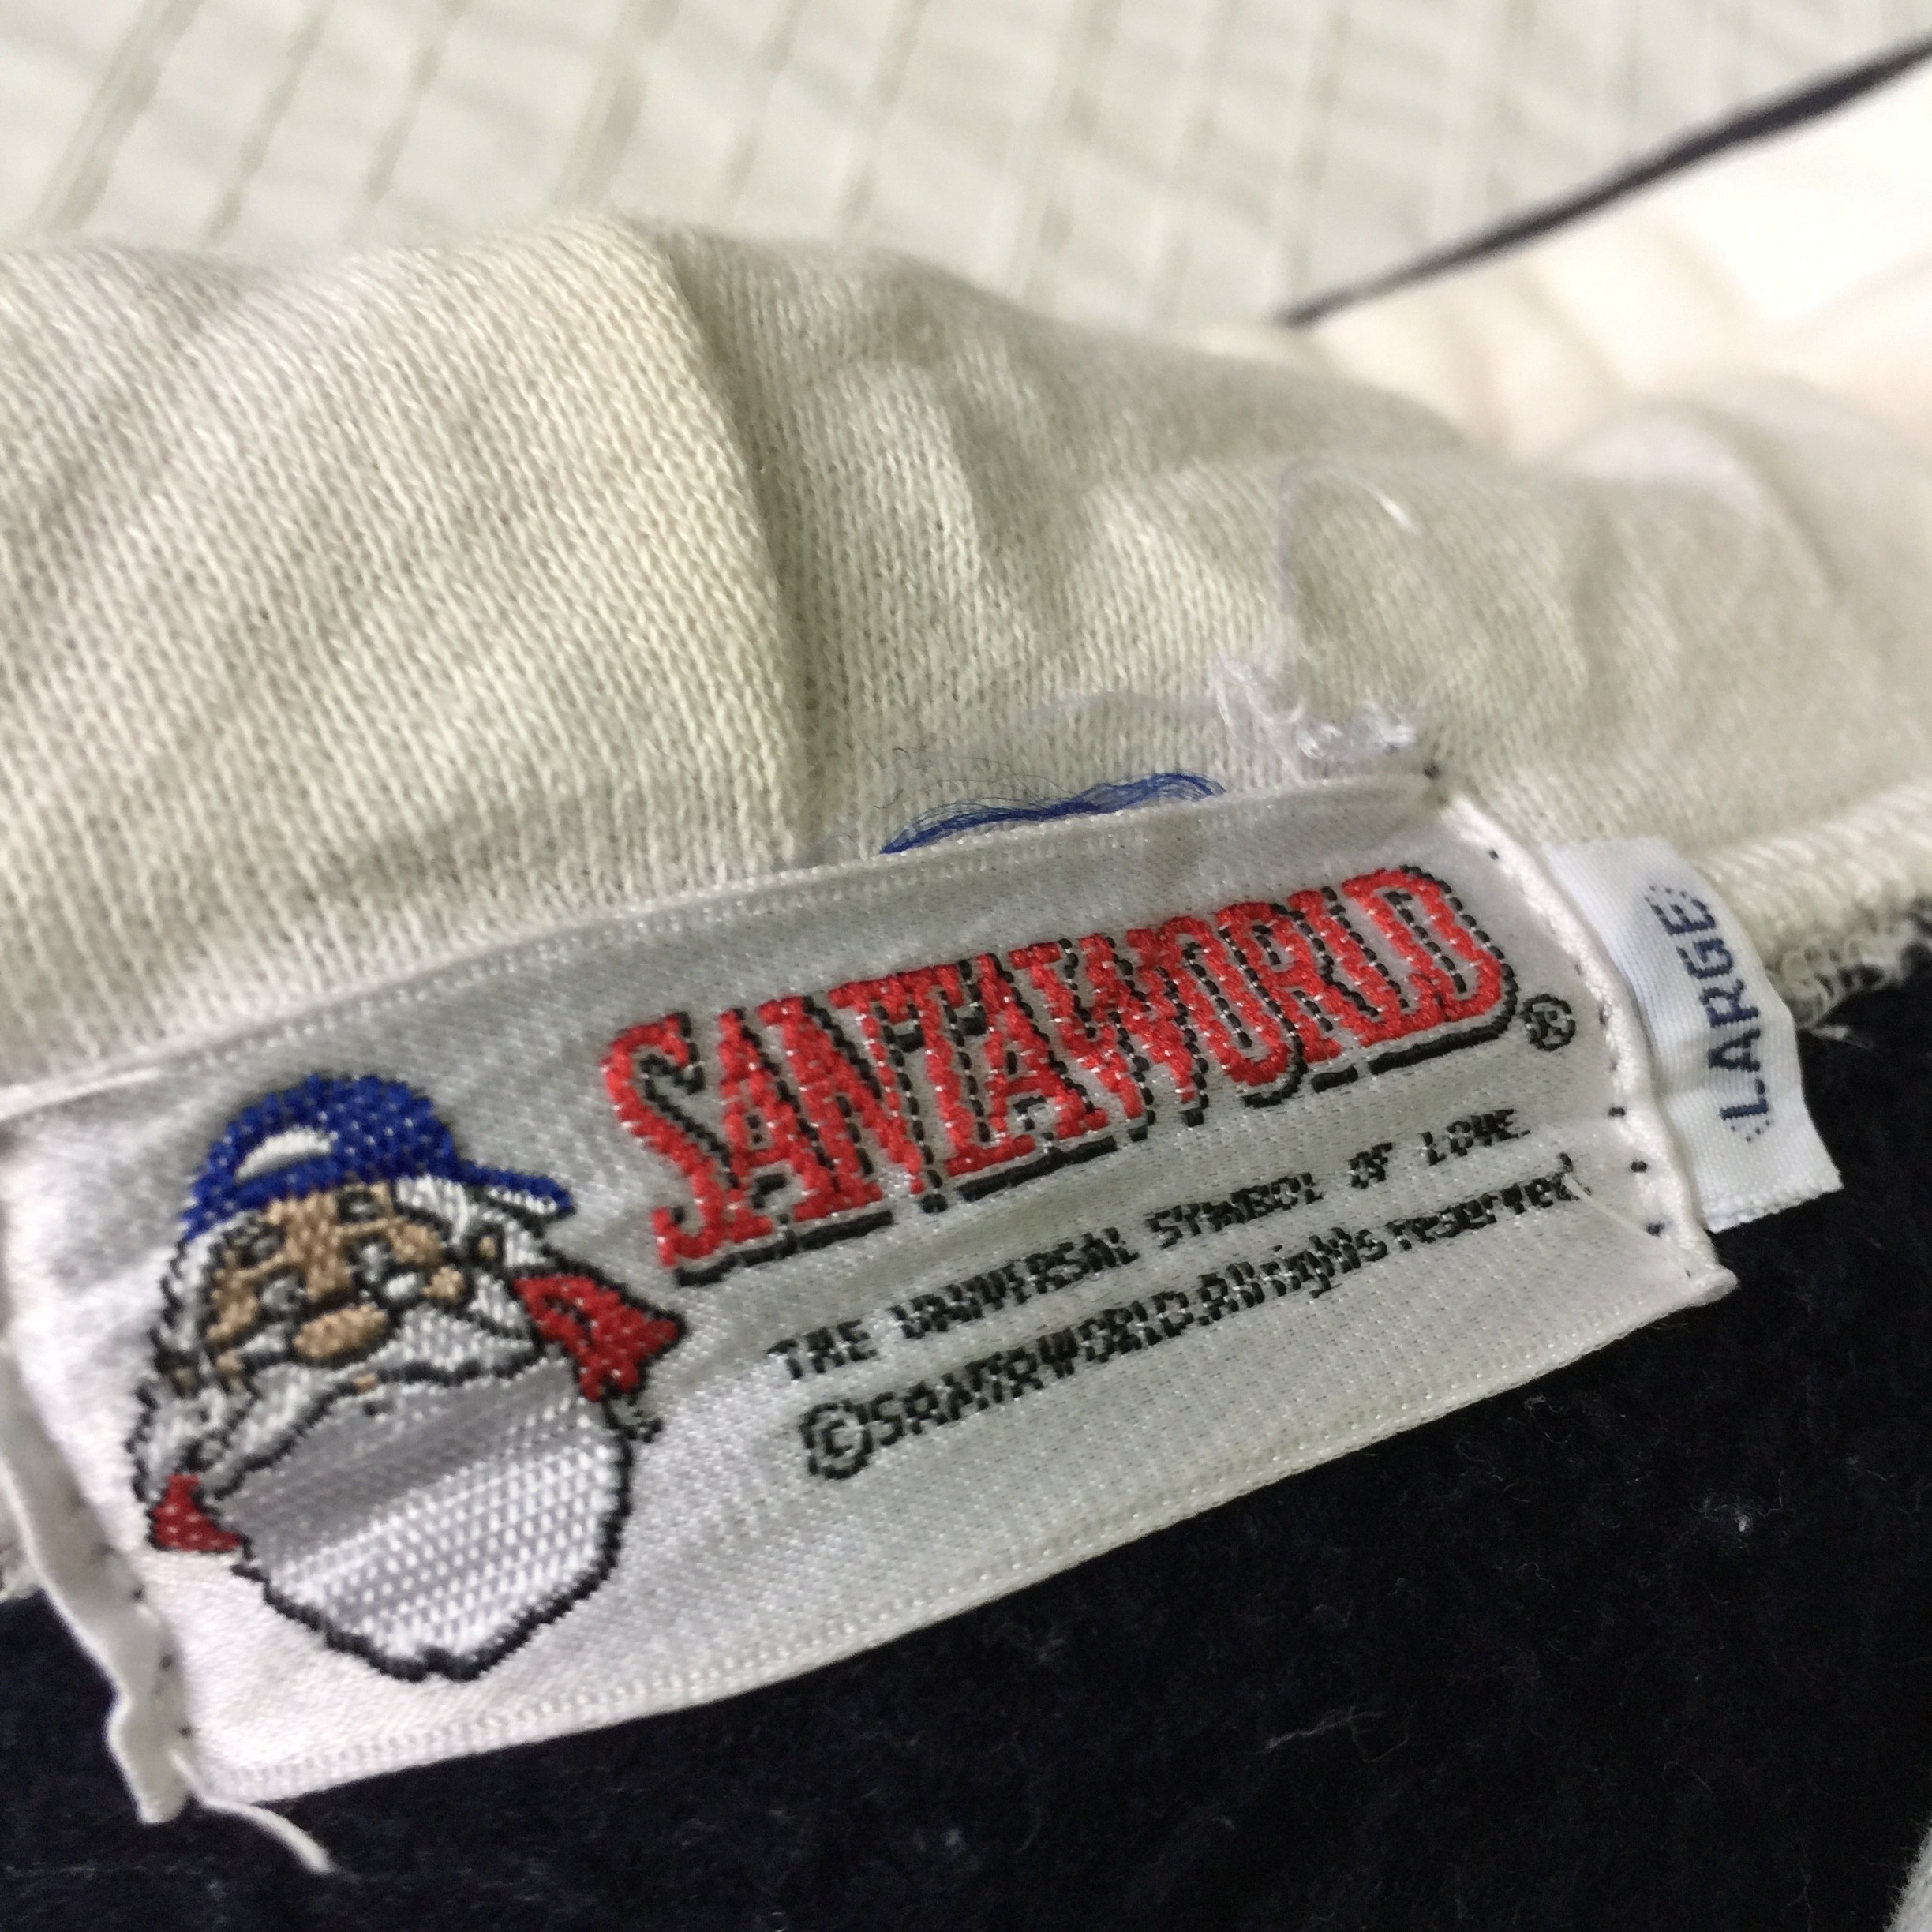 SANTAWORLD®
THE UNIVERSAL SYMBOL OF LOVE.
©SANTAWORLD.All rights reserved
LARGE